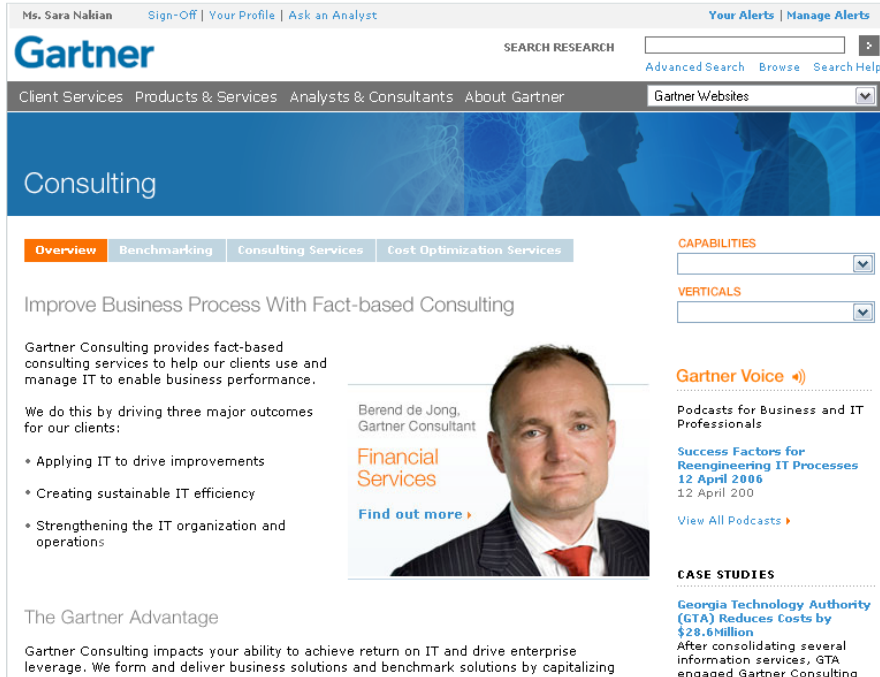 Ms. Sara Nakian Sign-Off | Your Profile | Ask an Analyst Your Alerts | Manage Alerts
Gartner
SEARCH RESEARCH
Advanced Search Browse Search Help
Client Services Products & Services Analysts & Consultants About Gartner
Gartner Websites
Consulting
Overview Benchmarking Consulting Services Cost Optimization Services
CAPABILITIES
VERTICALS
Improve Business Process With Fact-based Consulting
Gartner Consulting provides fact-based
consulting services to help our clients use and
manage IT to enable business performance.
We do this by driving three major outcomes
for our clients:
• Applying IT to drive improvements
• Creating sustainable IT efficiency
• Strengthening the IT organization and
operations
Berend de Jong,
Gartner Consultant
Financial
Services
Find out more
Gartner Voice
Podcasts for Business and IT
Professionals
Success Factors for
Reengineering IT Processes
12 April 2006
12 April 200
View All Podcasts
CASE STUDIES
Georgia Technology Authority
(GTA) Reduces Costs by
$28.6Million
After consolidating several
information services, GTA
engaged Gartner Consulting
The Gartner Advantage
Gartner Consulting impacts your ability to achieve return on IT and drive enterprise
leverage. We form and deliver business solutions and benchmark solutions by capitalizing